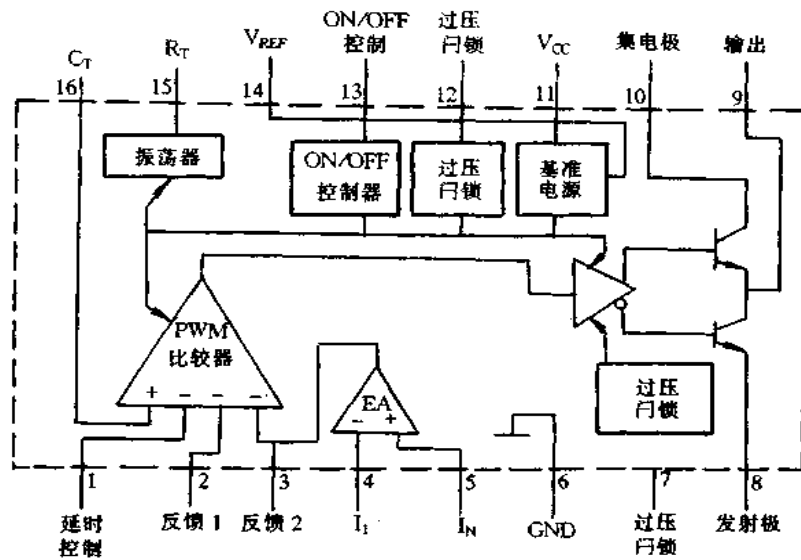 ON/OFF 过压
CT RT VREF 控制 闩锁 VCC 集电极 输出
16 15 14 13 12 11 10 9
振荡器 ON/OFF 过压 基准
控制器 闩锁 电源
PWM
比较器
+ − − −
EA
− +
过压
闩锁
1 2 3 4 5 6 7 8
延时 反馈1 反馈2 I1 IN GND 过压 发射极
控制 闩锁